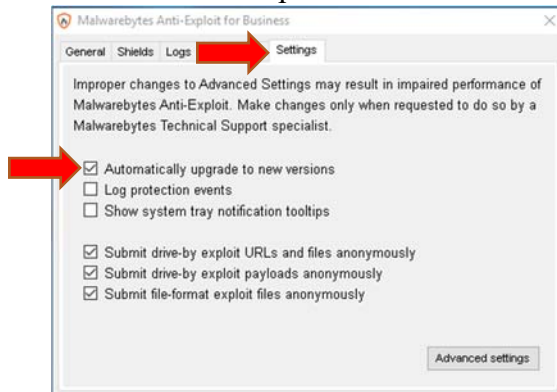 Malwarebytes Anti-Exploit for Business
General Shields Logs Settings
Improper changes to Advanced Settings may result in impaired performance of
Malwarebytes Anti-Exploit. Make changes only when requested to do so by a
Malwarebytes Technical Support specialist.
Automatically upgrade to new versions
Log protection events
Show system tray notification tooltips
Submit drive-by exploit URLs and files anonymously
Submit drive-by exploit payloads anonymously
Submit file-format exploit files anonymously
Advanced settings